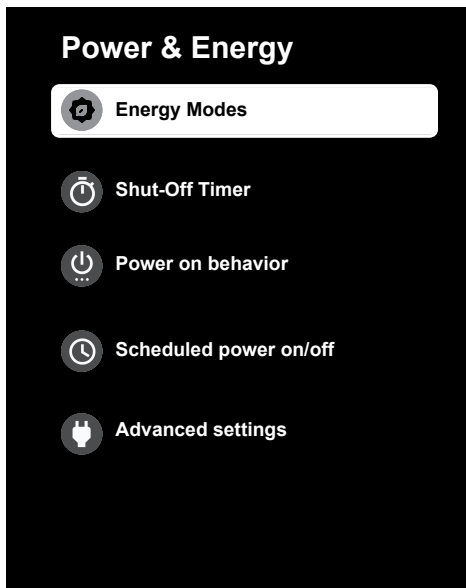 Power & Energy
Energy Modes
Shut-Off Timer
Power on behavior
Scheduled power on/off
Advanced settings